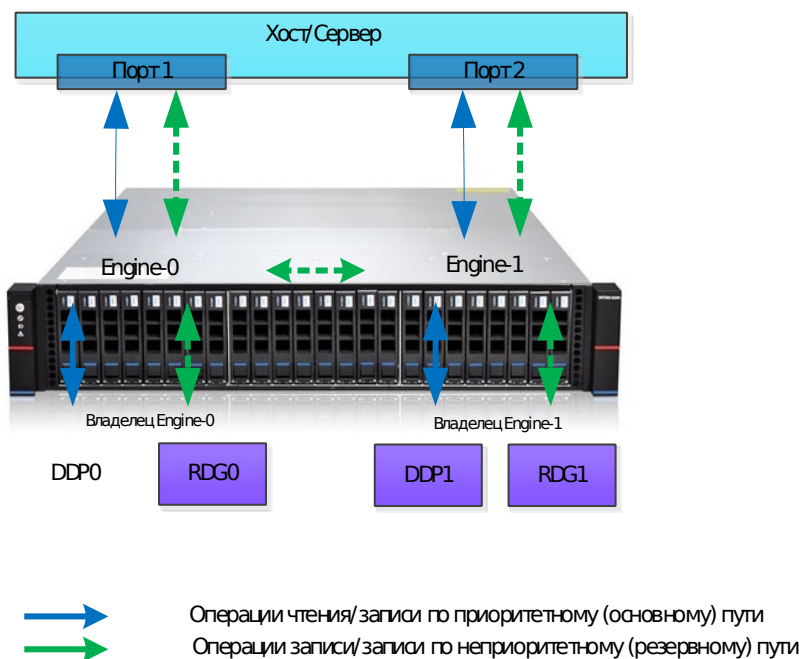 Хост/Сервер
Порт 1
Порт 2
Engine-0
Engine-1
Владелец Engine-0
Владелец Engine-1
DDP0
RDG0
DDP1
RDG1
Операции чтения/записи по приоритетному (основному) пути
Операции записи/записи по неприоритетному (резервному) пути